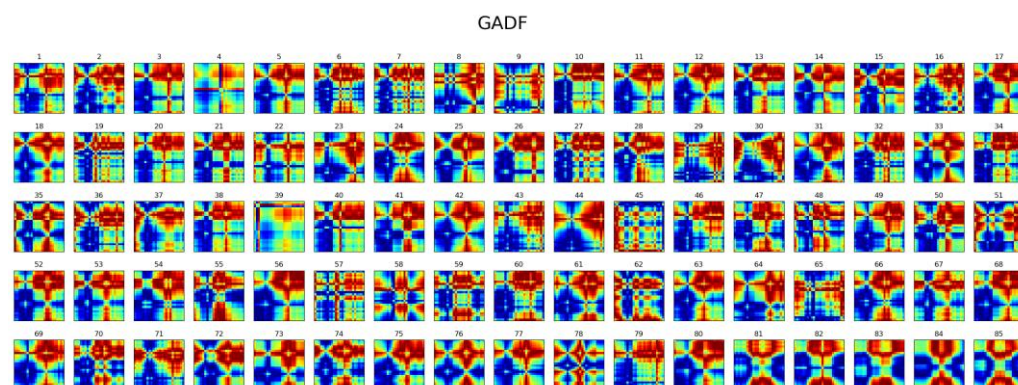 GADF
1 2 3 4 5 6 7 8 9 10 11 12 13 14 15 16 17
18 19 20 21 22 23 24 25 26 27 28 29 30 31 32 33 34
35 36 37 38 39 40 41 42 43 44 45 46 47 48 49 50 51
52 53 54 55 56 57 58 59 60 61 62 63 64 65 66 67 68
69 70 71 72 73 74 75 76 77 78 79 80 81 82 83 84 85